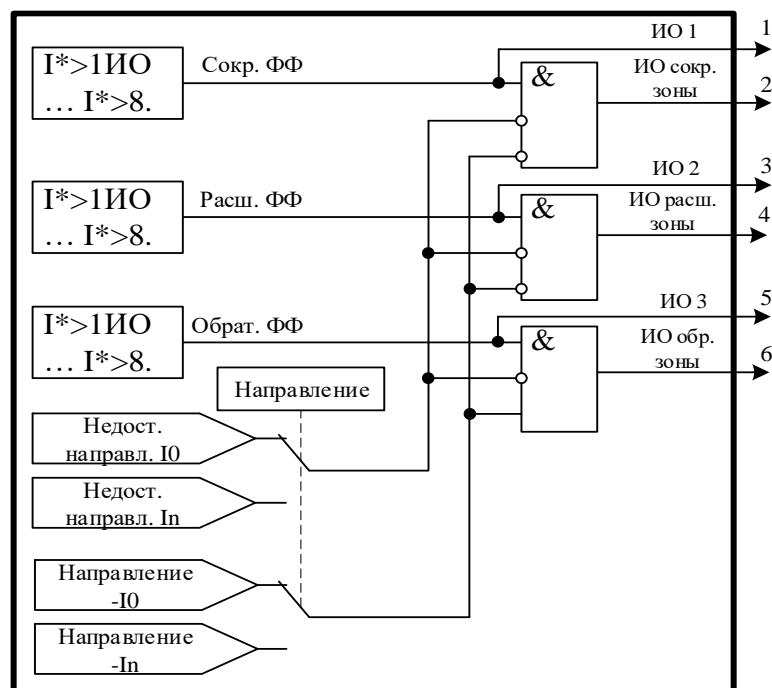 I*>1ИО
… I*>8.
Сокр. ФФ
&
ИО 1
1
ИО сокр.
зоны
2
I*>1ИО
… I*>8.
Расш. ФФ
&
ИО 2
3
ИО расш.
зоны
4
I*>1ИО
… I*>8.
Обрат. ФФ
&
ИО 3
5
ИО обр.
зоны
6
Направление
Недост.
направл. I0
Недост.
направл. In
Направление
-I0
Направление
-In